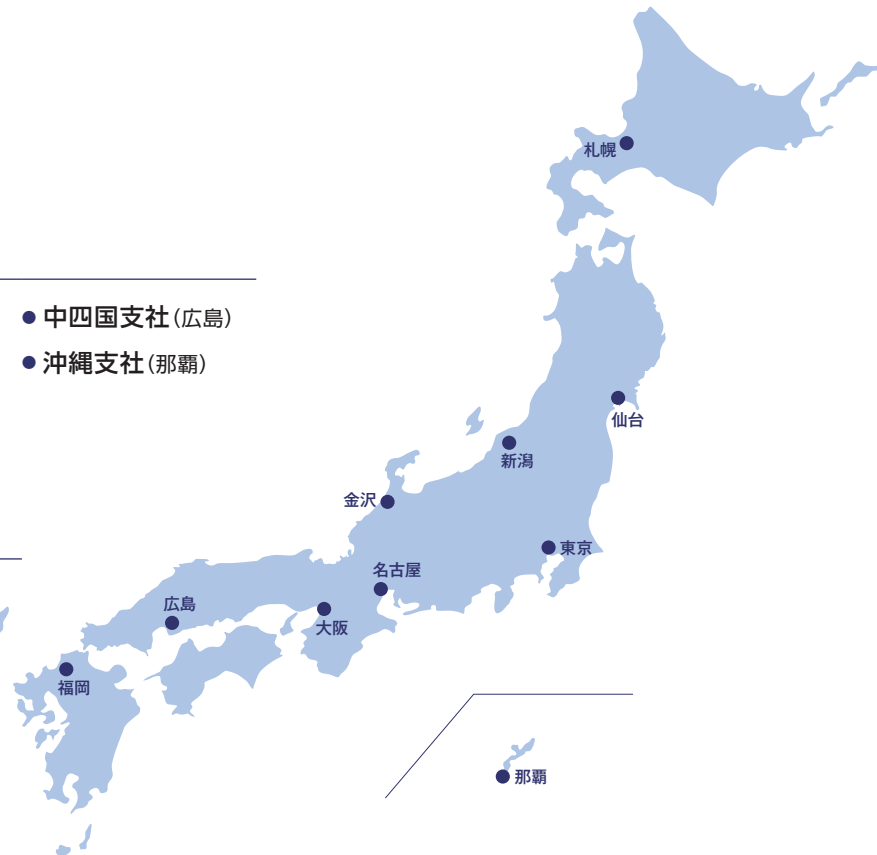 札幌
中四国支社(広島)
沖縄支社(那覇)
仙台
新潟
金沢
東京
名古屋
広島
大阪
福岡
那覇